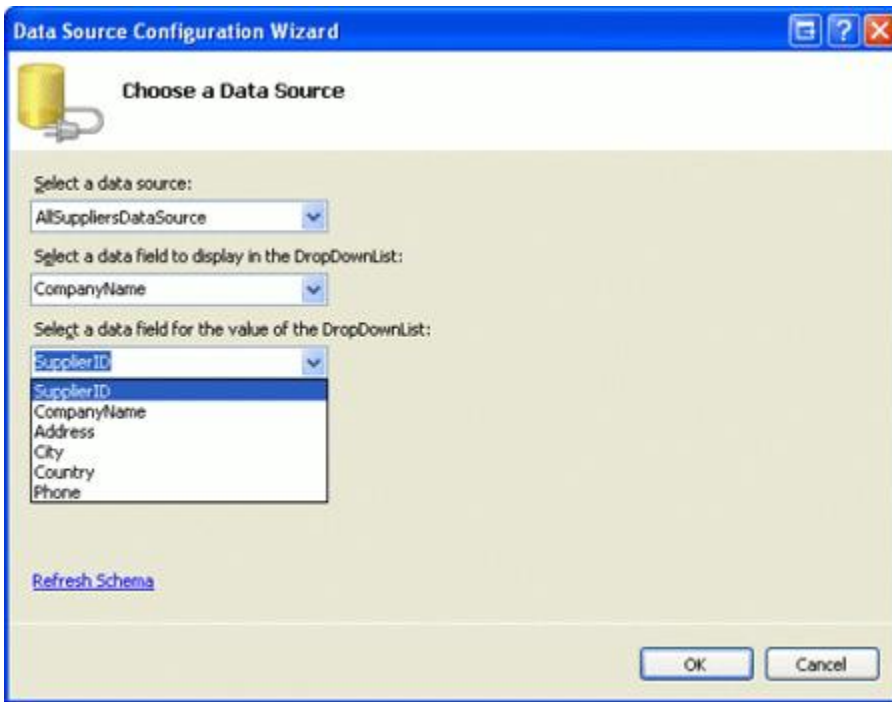 Data Source Configuration Wizard
Choose a Data Source
Select a data source:
AllSuppliersDataSource
Select a data field to display in the DropDownList:
CompanyName
Select a data field for the value of the DropDownList:
SupplierID
SupplierID
CompanyName
Address
City
Country
Phone
Refresh Schema
OK Cancel